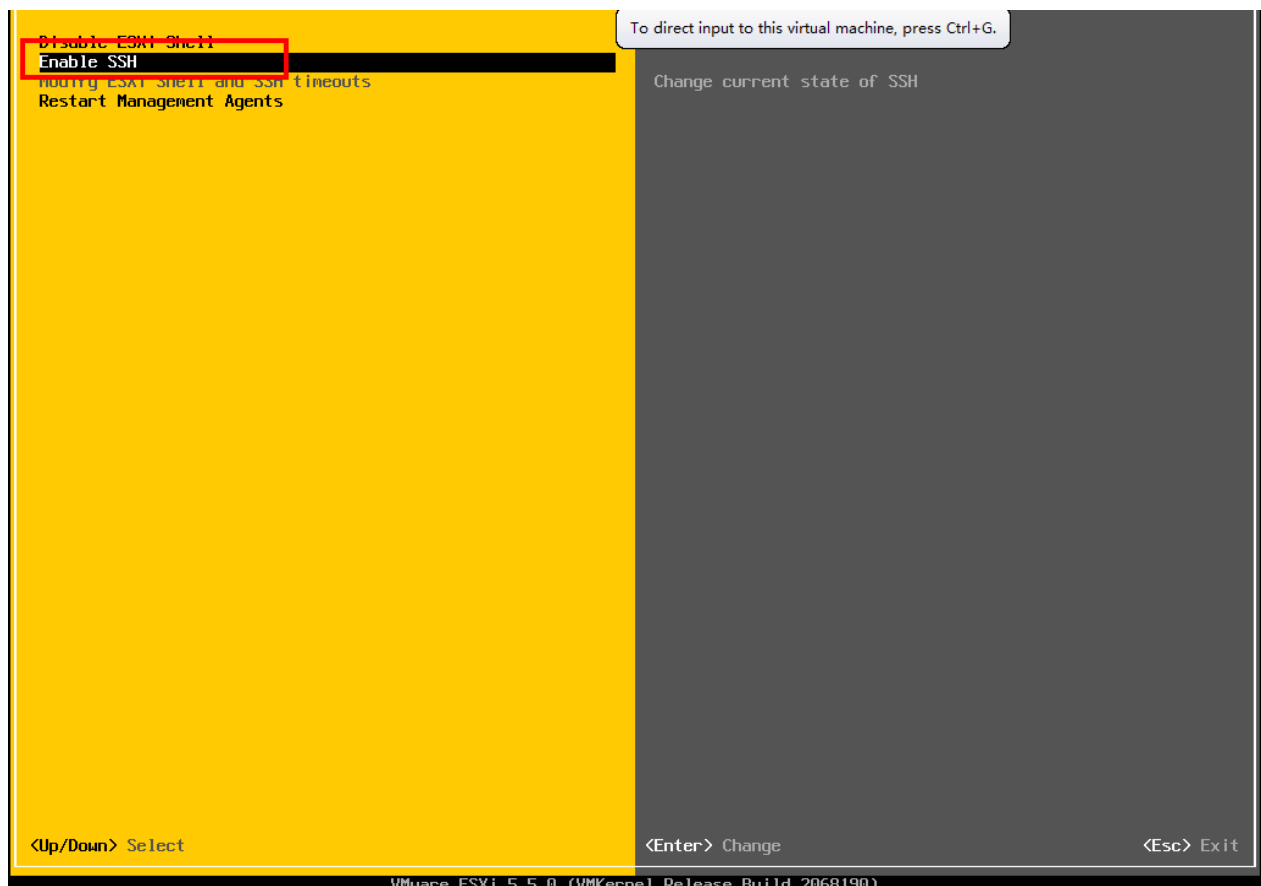 To direct input to this virtual machine, press Ctrl+G.
Disable ESXi Shell
Enable SSH
Modify ESXi Shell and SSH timeouts
Restart Management Agents
Change current state of SSH
<Up/Down> Select
<Enter> Change
<Esc> Exit
VMware ESXi 5.5.0 (VMKernel Release Build 2068190)